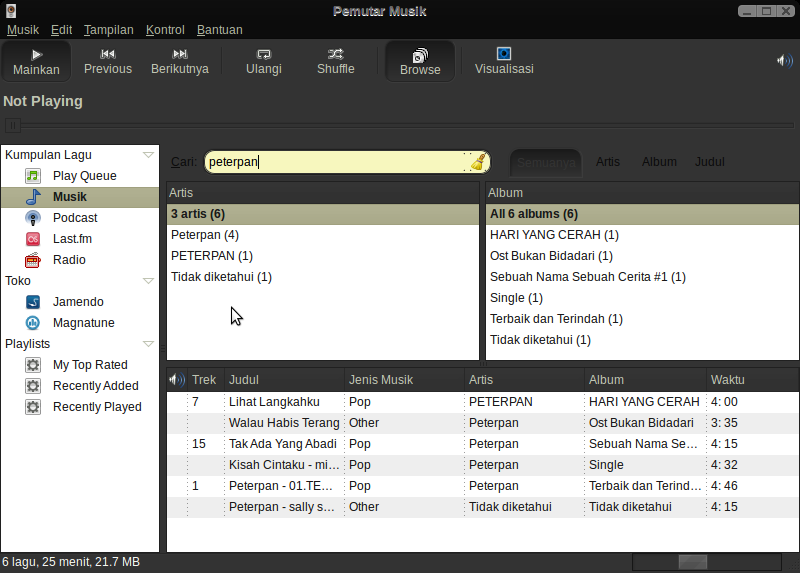 Pemutar Musik
Musik Edit Tampilan Kontrol Bantuan
Mainkan Previous Berikutnya Ulangi Shuffle Browse Visualisasi
Not Playing
Kumpulan Lagu
Play Queue
Musik
Podcast
Last.fm
Radio
Toko
Jamendo
Magnatune
Playlists
My Top Rated
Recently Added
Recently Played
Cari: peterpan Semuanya Artis Album Judul
Artis
3 artis (6)
Peterpan (4)
PETERPAN (1)
Tidak diketahui (1)
Album
All 6 albums (6)
HARI YANG CERAH (1)
Ost Bukan Bidadari (1)
Sebuah Nama Sebuah Cerita #1 (1)
Single (1)
Terbaik dan Terindah (1)
Tidak diketahui (1)
Trek Judul Jenis Musik Artis Album Waktu
7 Lihat Langkahku Pop PETERPAN HARI YANG CERAH 4: 00
Walau Habis Terang Other Peterpan Ost Bukan Bidadari 3: 35
15 Tak Ada Yang Abadi Pop Peterpan Sebuah Nama Se... 4: 15
Kisah Cintaku - mi... Pop Peterpan Single 4: 32
1 Peterpan - 01.TE... Pop Peterpan Terbaik dan Terind... 4: 46
Peterpan - sally s... Other Tidak diketahui Tidak diketahui 4: 15
6 lagu, 25 menit, 21.7 MB